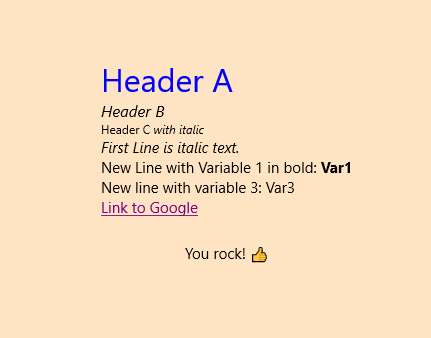 Header A
Header B
Header C with italic
First Line is italic text.
New Line with Variable 1 in bold: Var1
New line with variable 3: Var3
Link to Google
You rock! 👍